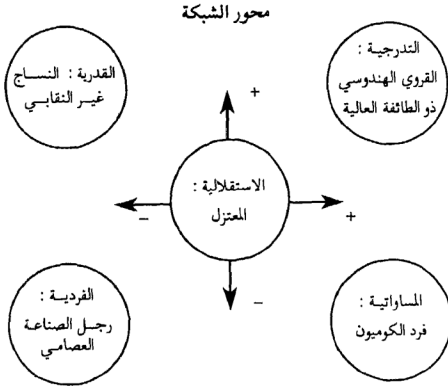 محور الشبكة
التدرجية :
القروي الهندوسي
ذو الطائفة العالية
القدرية : النساج
غير النقابي
+
الاستقلالية :
المعتزل
–
+
–
المساواتية :
فرد الكوميون
الفردية :
رجل الصناعة
العصامي